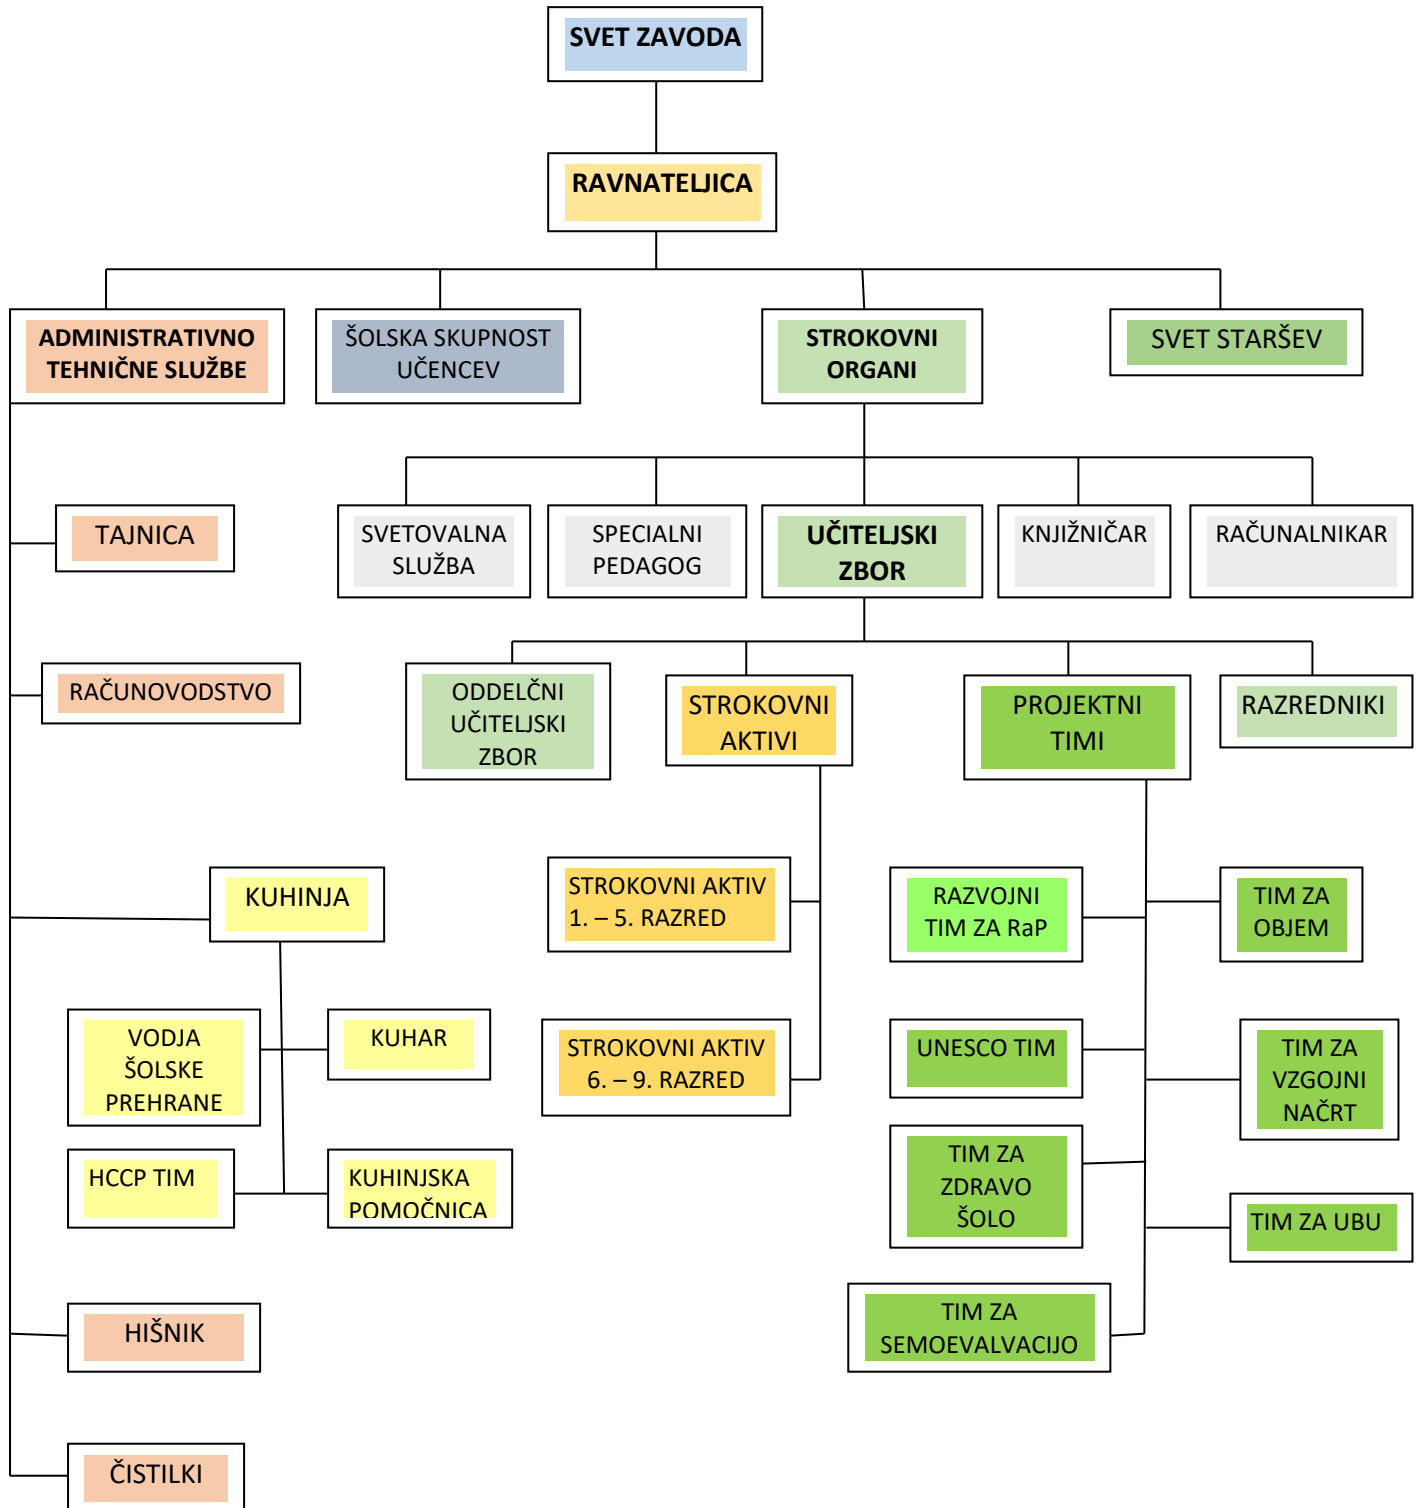 SVET ZAVODA
RAVNATELJICA
ADMINISTRATIVNO
TEHNIČNE SLUŽBE
ŠOLSKA SKUPNOST
UČENCEV
STROKOVNI
ORGANI
SVET STARŠEV
TAJNICA
SVETOVALNA
SLUŽBA
SPECIALNI
PEDAGOG
UČITELJSKI
ZBOR
KNJIŽNIČAR
RAČUNALNIKAR
RAČUNOVODSTVO
ODDELČNI
UČITELJSKI
ZBOR
STROKOVNI
AKTIVI
PROJEKTNI
TIMI
RAZREDNIKI
KUHINJA
STROKOVNI AKTIV
1. – 5. RAZRED
RAZVOJNI
TIM ZA RaP
TIM ZA
OBJEM
VODJA
ŠOLSKE
PREHRANE
KUHAR
STROKOVNI AKTIV
6. – 9. RAZRED
UNESCO TIM
TIM ZA
VZGOJNI
NAČRT
HCCP TIM
KUHINJSKA
POMOČNICA
TIM ZA
ZDRAVO
ŠOLO
TIM ZA UBU
HIŠNIK
TIM ZA
SEMOEVALVACIJO
ČISTILKI